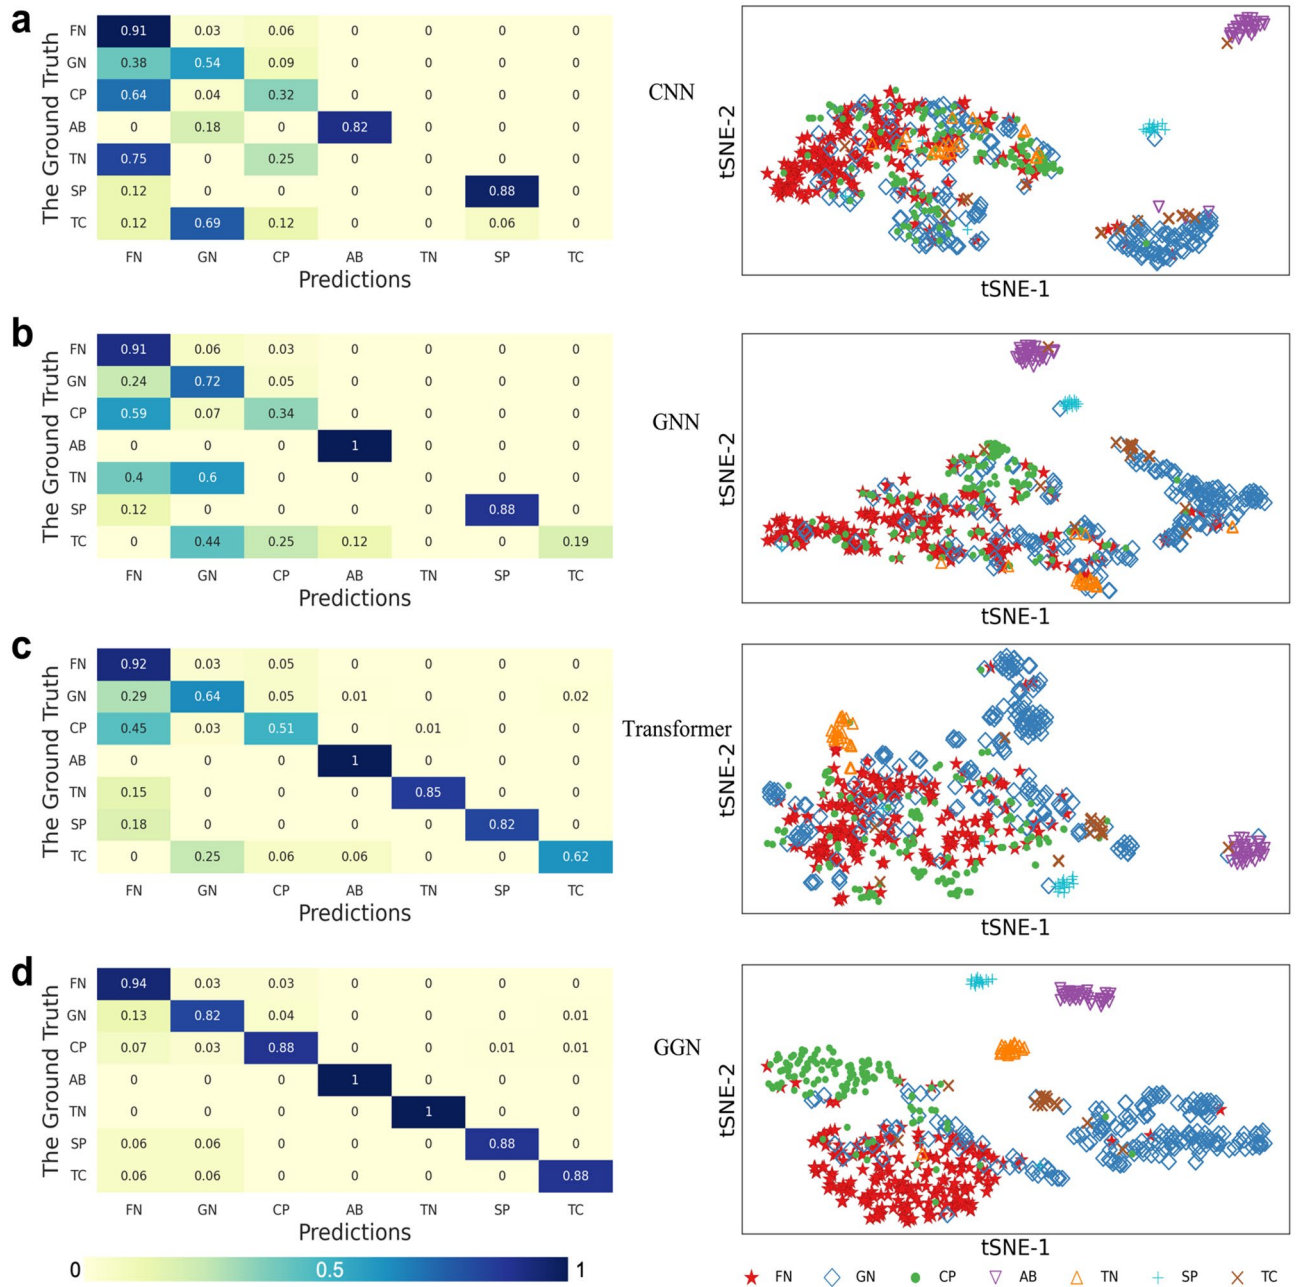 a
The Ground Truth
FN 0.91 0.03 0.06 0 0 0 0
GN 0.38 0.54 0.09 0 0 0 0
CP 0.64 0.04 0.32 0 0 0 0
AB 0 0.18 0 0.82 0 0 0
TN 0.75 0 0.25 0 0 0 0
SP 0.12 0 0 0 0 0.88 0
TC 0.12 0.69 0.12 0 0 0.06 0
FN GN CP AB TN SP TC
Predictions
CNN
tSNE-2
tSNE-1
b
The Ground Truth
FN 0.91 0.06 0.03 0 0 0 0
GN 0.24 0.72 0.05 0 0 0 0
CP 0.59 0.07 0.34 0 0 0 0
AB 0 0 0 1 0 0 0
TN 0.4 0.6 0 0 0 0 0
SP 0.12 0 0 0 0 0.88 0
TC 0 0.44 0.25 0.12 0 0 0.19
FN GN CP AB TN SP TC
Predictions
GNN
tSNE-2
tSNE-1
c
The Ground Truth
FN 0.92 0.03 0.05 0 0 0 0
GN 0.29 0.64 0.05 0.01 0 0 0.02
CP 0.45 0.03 0.51 0 0.01 0 0
AB 0 0 0 1 0 0 0
TN 0.15 0 0 0 0.85 0 0
SP 0.18 0 0 0 0 0.82 0
TC 0 0.25 0.06 0.06 0 0 0.62
FN GN CP AB TN SP TC
Predictions
Transformer
tSNE-2
tSNE-1
d
The Ground Truth
FN 0.94 0.03 0.03 0 0 0 0
GN 0.13 0.82 0.04 0 0 0 0.01
CP 0.07 0.03 0.88 0 0 0.01 0.01
AB 0 0 0 1 0 0 0
TN 0 0 0 0 1 0 0
SP 0.06 0.06 0 0 0 0.88 0
TC 0.06 0.06 0 0 0 0 0.88
FN GN CP AB TN SP TC
Predictions
0 0.5 1
GGN
tSNE-2
tSNE-1
FN GN CP AB TN SP TC